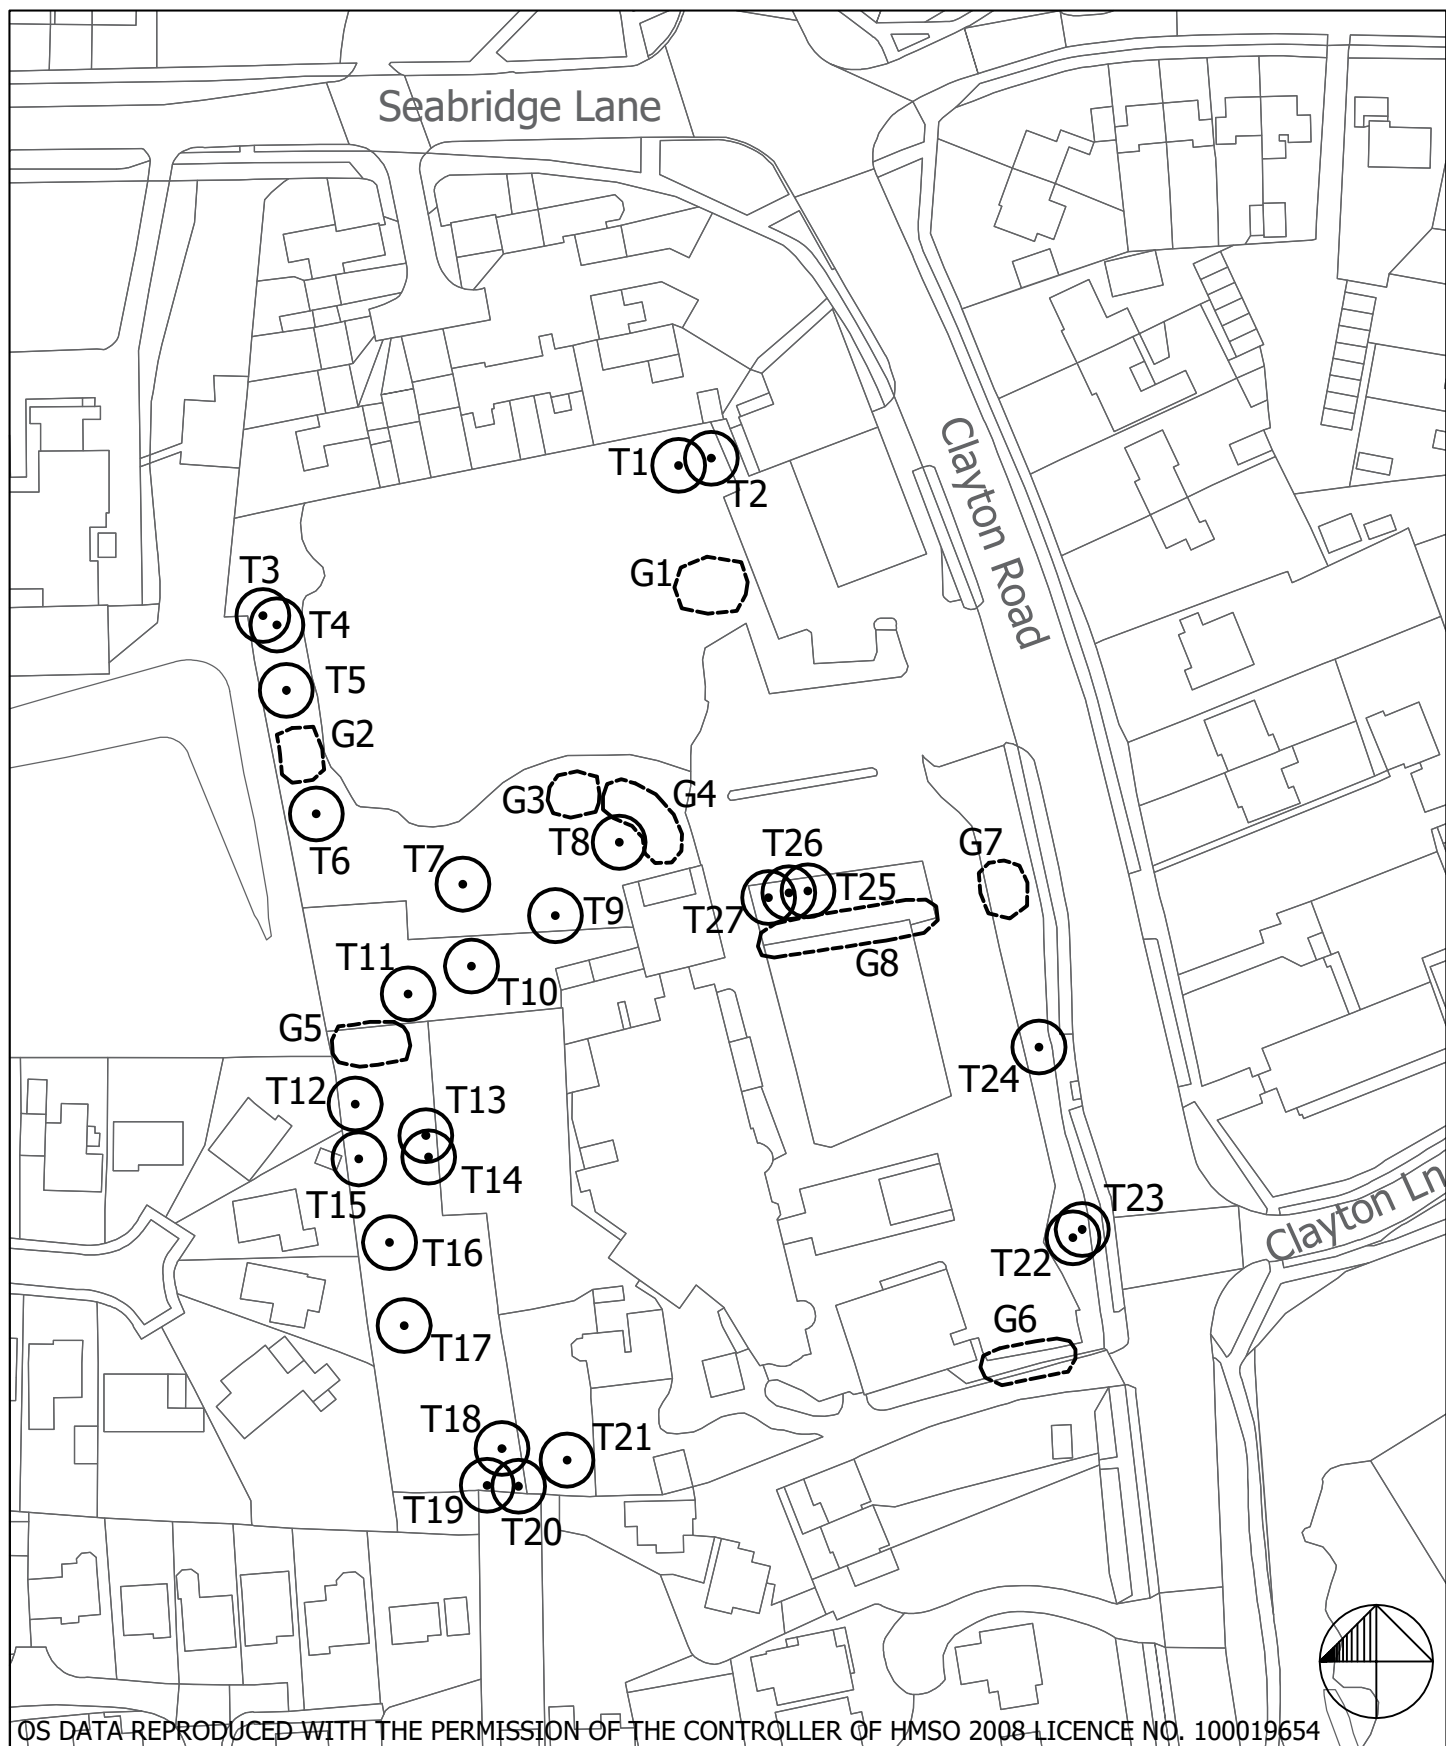 Seabridge Lane
Clayton Road
T1
T2
G1
T3
T4
T5
G2
G3
G4
T6
T7
T8
T26
G7
T25
T9
T27
G8
T11
T10
G5
T24
T12
T13
T14
T15
T23
Clayton Ln
T16
T22
G6
T17
T18
T21
T19
T20
OS DATA REPRODUCED WITH THE PERMISSION OF THE CONTROLLER OF HMSO 2008 LICENCE NO. 100019654